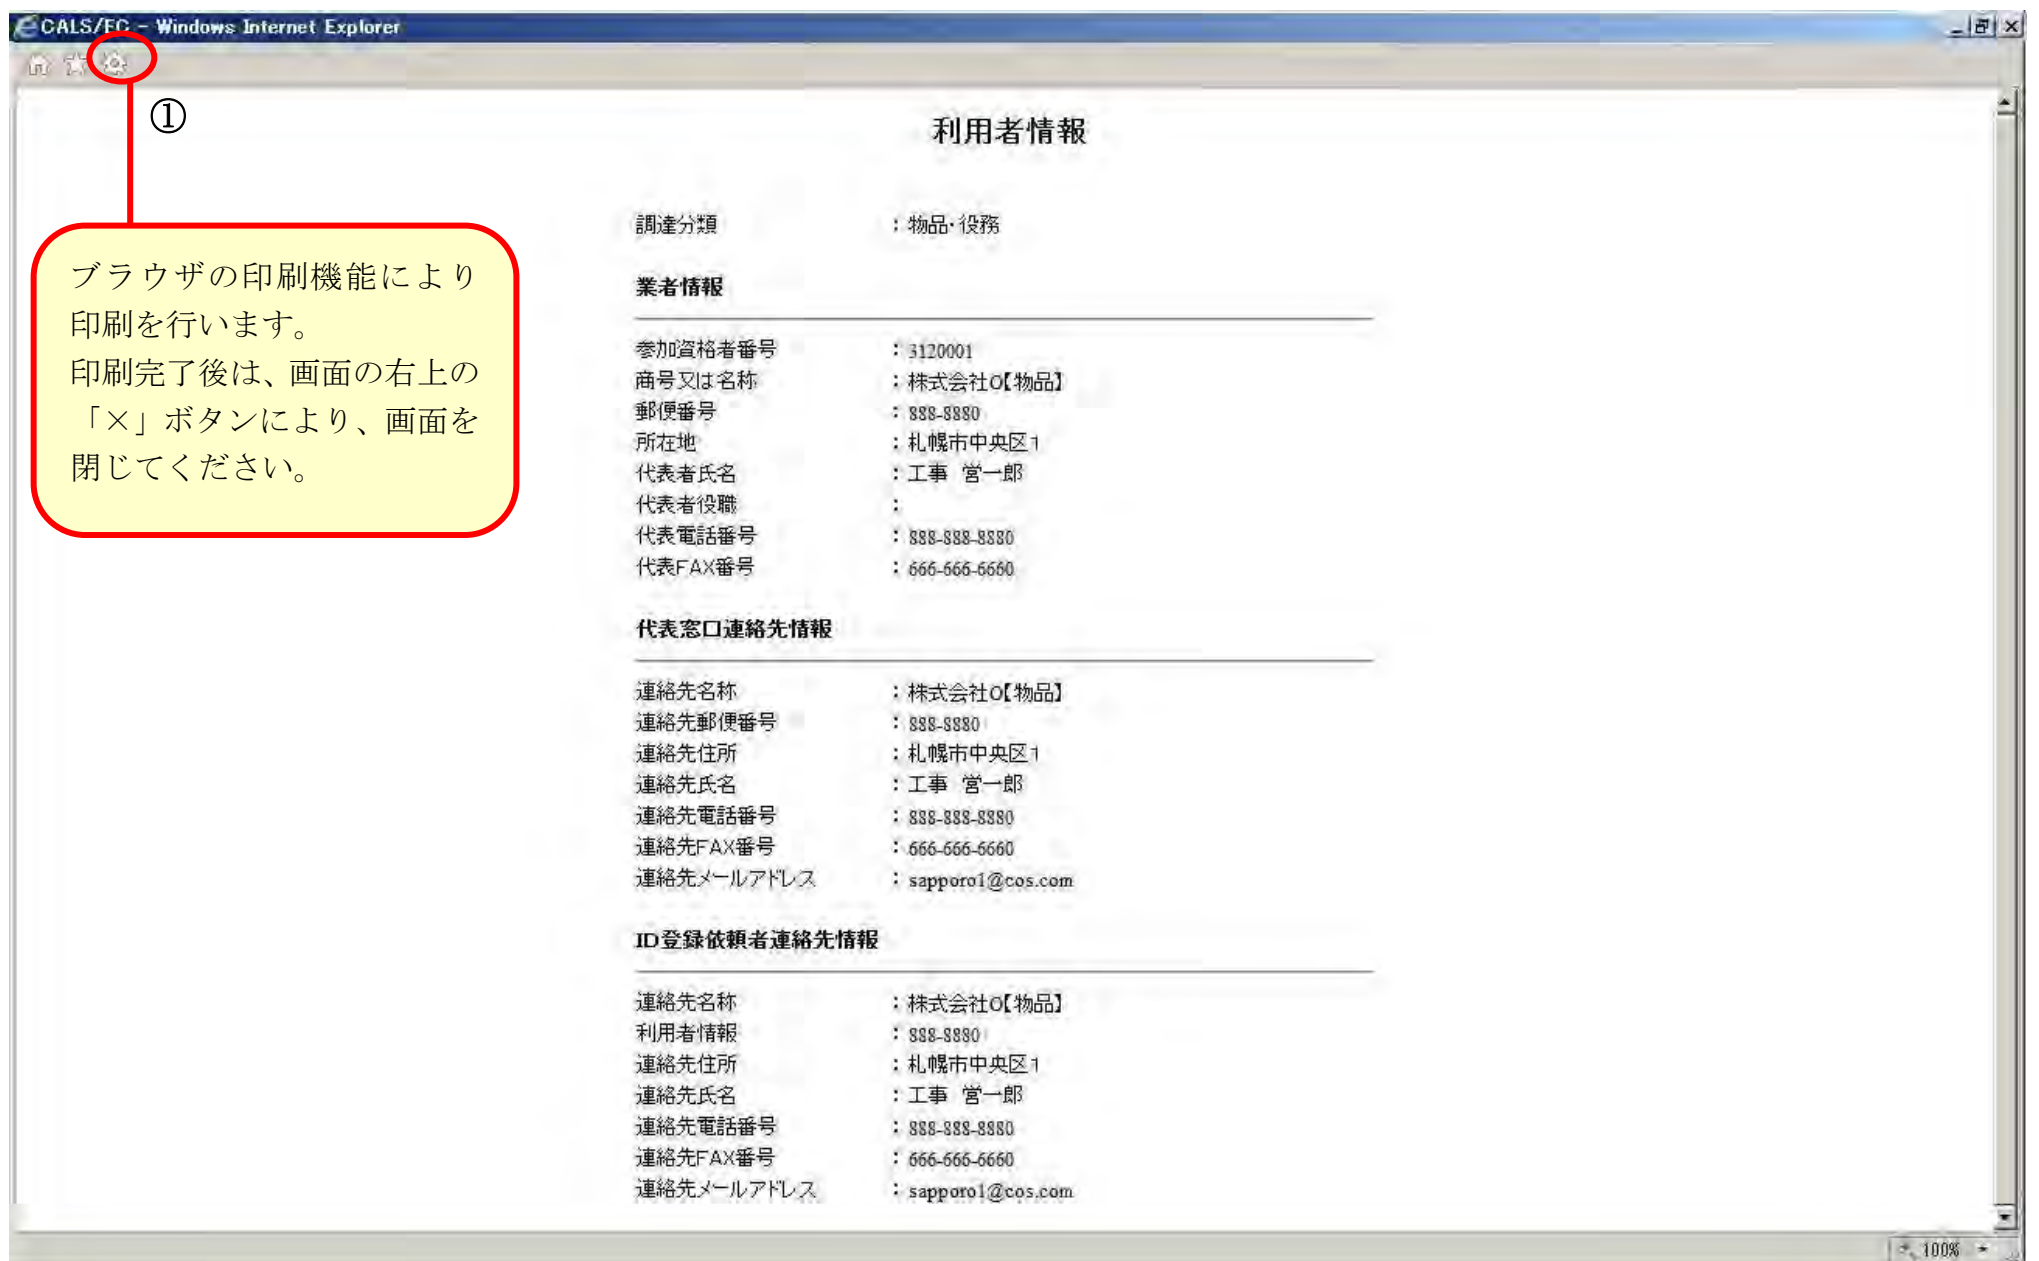 CALS/EC - Windows Internet Explorer
①
ブラウザの印刷機能により
印刷を行います。
印刷完了後は、画面の右上の
「×」ボタンにより、画面を
閉じてください。
利用者情報
調達分類 : 物品・役務
業者情報
参加資格者番号 : 3120001
商号又は名称 : 株式会社O【物品】
郵便番号 : 888-8880
所在地 : 札幌市中央区1
代表者氏名 : 工事 営一郎
代表者役職 :
代表電話番号 : 888-888-8880
代表FAX番号 : 666-666-6660
代表窓口連絡先情報
連絡先名称 : 株式会社O【物品】
連絡先郵便番号 : 888-8880
連絡先住所 : 札幌市中央区1
連絡先氏名 : 工事 営一郎
連絡先電話番号 : 888-888-8880
連絡先FAX番号 : 666-666-6660
連絡先メールアドレス : sapporo1@cos.com
ID登録依頼者連絡先情報
連絡先名称 : 株式会社O【物品】
利用者情報 : 888-8880
連絡先住所 : 札幌市中央区1
連絡先氏名 : 工事 営一郎
連絡先電話番号 : 888-888-8880
連絡先FAX番号 : 666-666-6660
連絡先メールアドレス : sapporo1@cos.com
100%